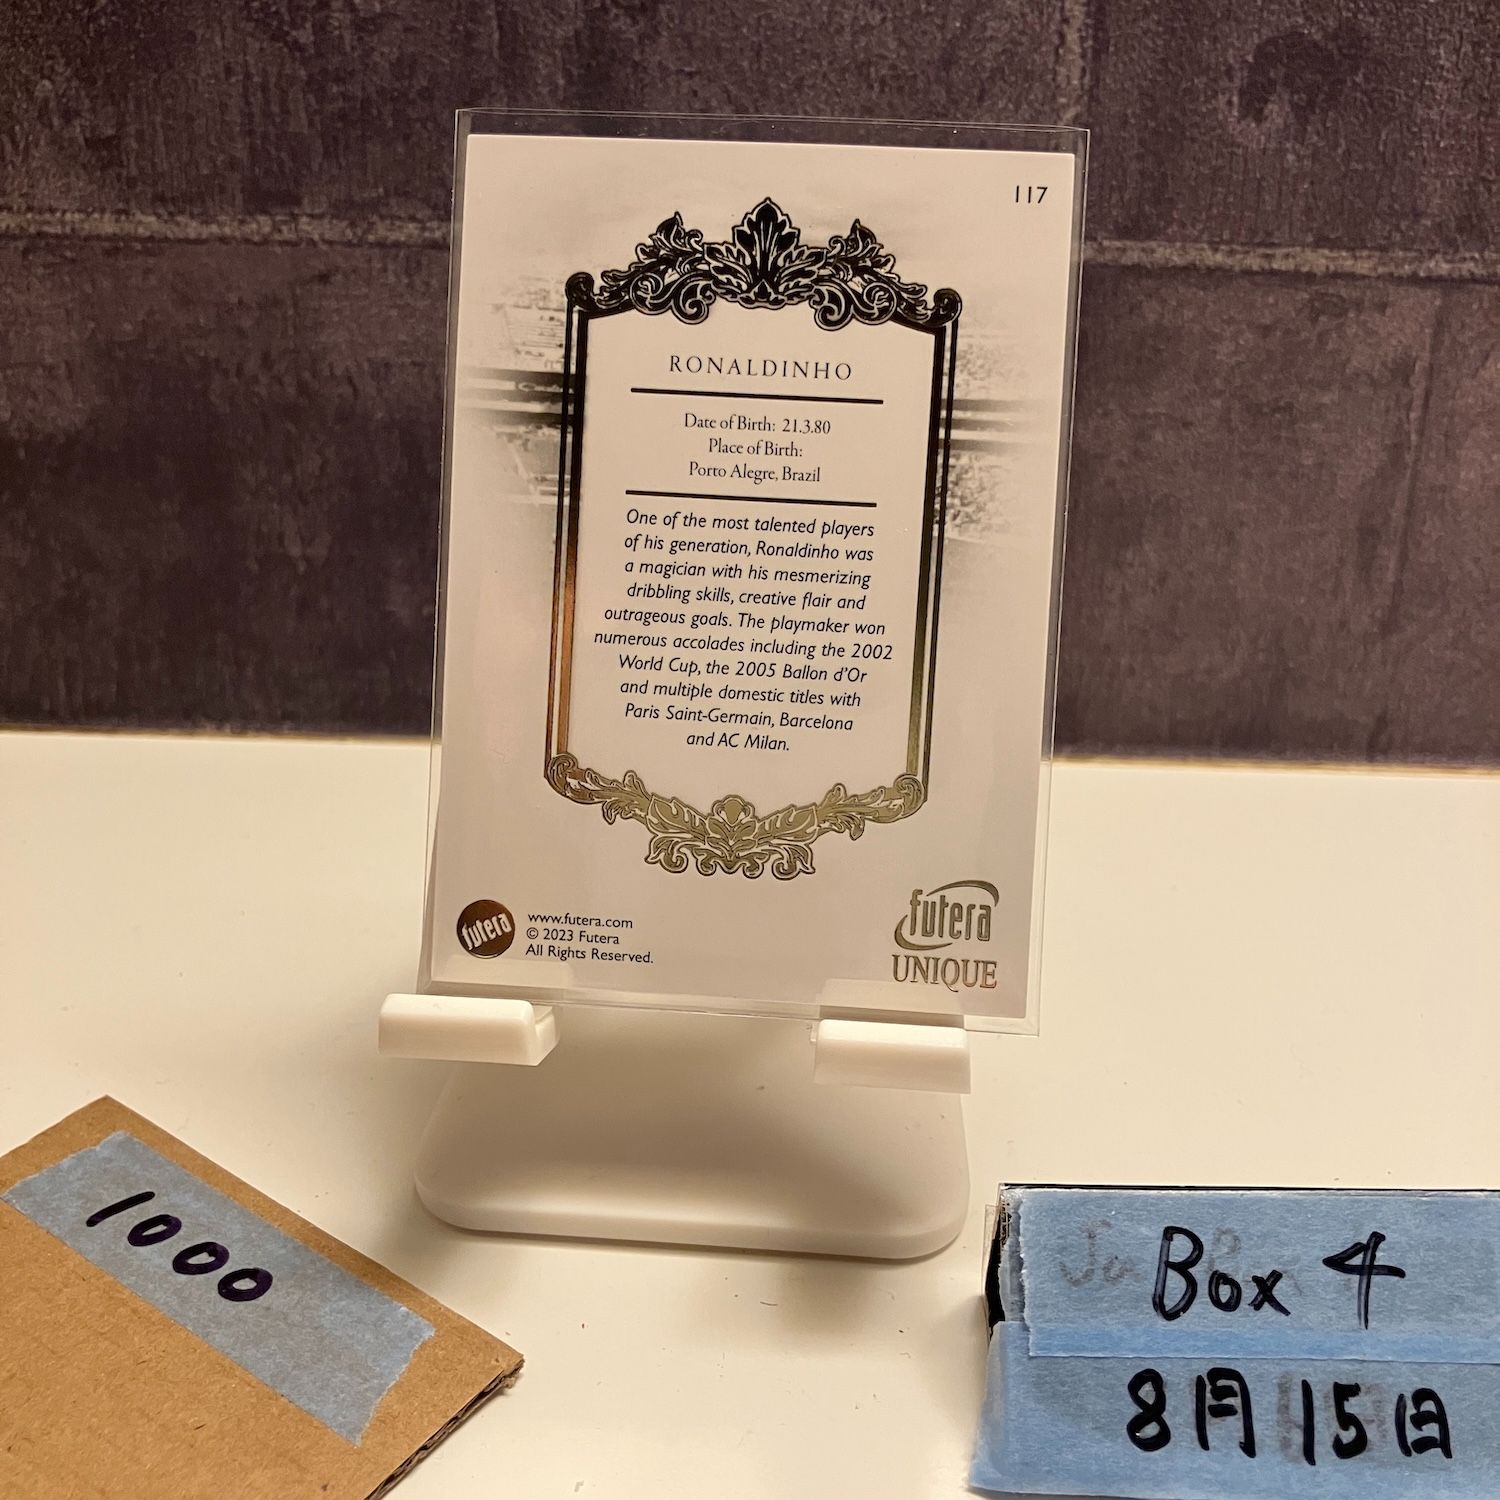 117
RONALDINHO
Date of Birth: 21.3.80
Place of Birth:
Porto Alegre, Brazil
One of the most talented players
of his generation, Ronaldinho was
a magician with his mesmerizing
dribbling skills, creative flair and
outrageous goals. The playmaker won
numerous accolades including the 2002
World Cup, the 2005 Ballon d'Or
and multiple domestic titles with
Paris Saint-Germain, Barcelona
and AC Milan.
futera
www.futera.com
© 2023 Futera
All Rights Reserved.
futera
UNIQUE
1000
Box 4
8月15日